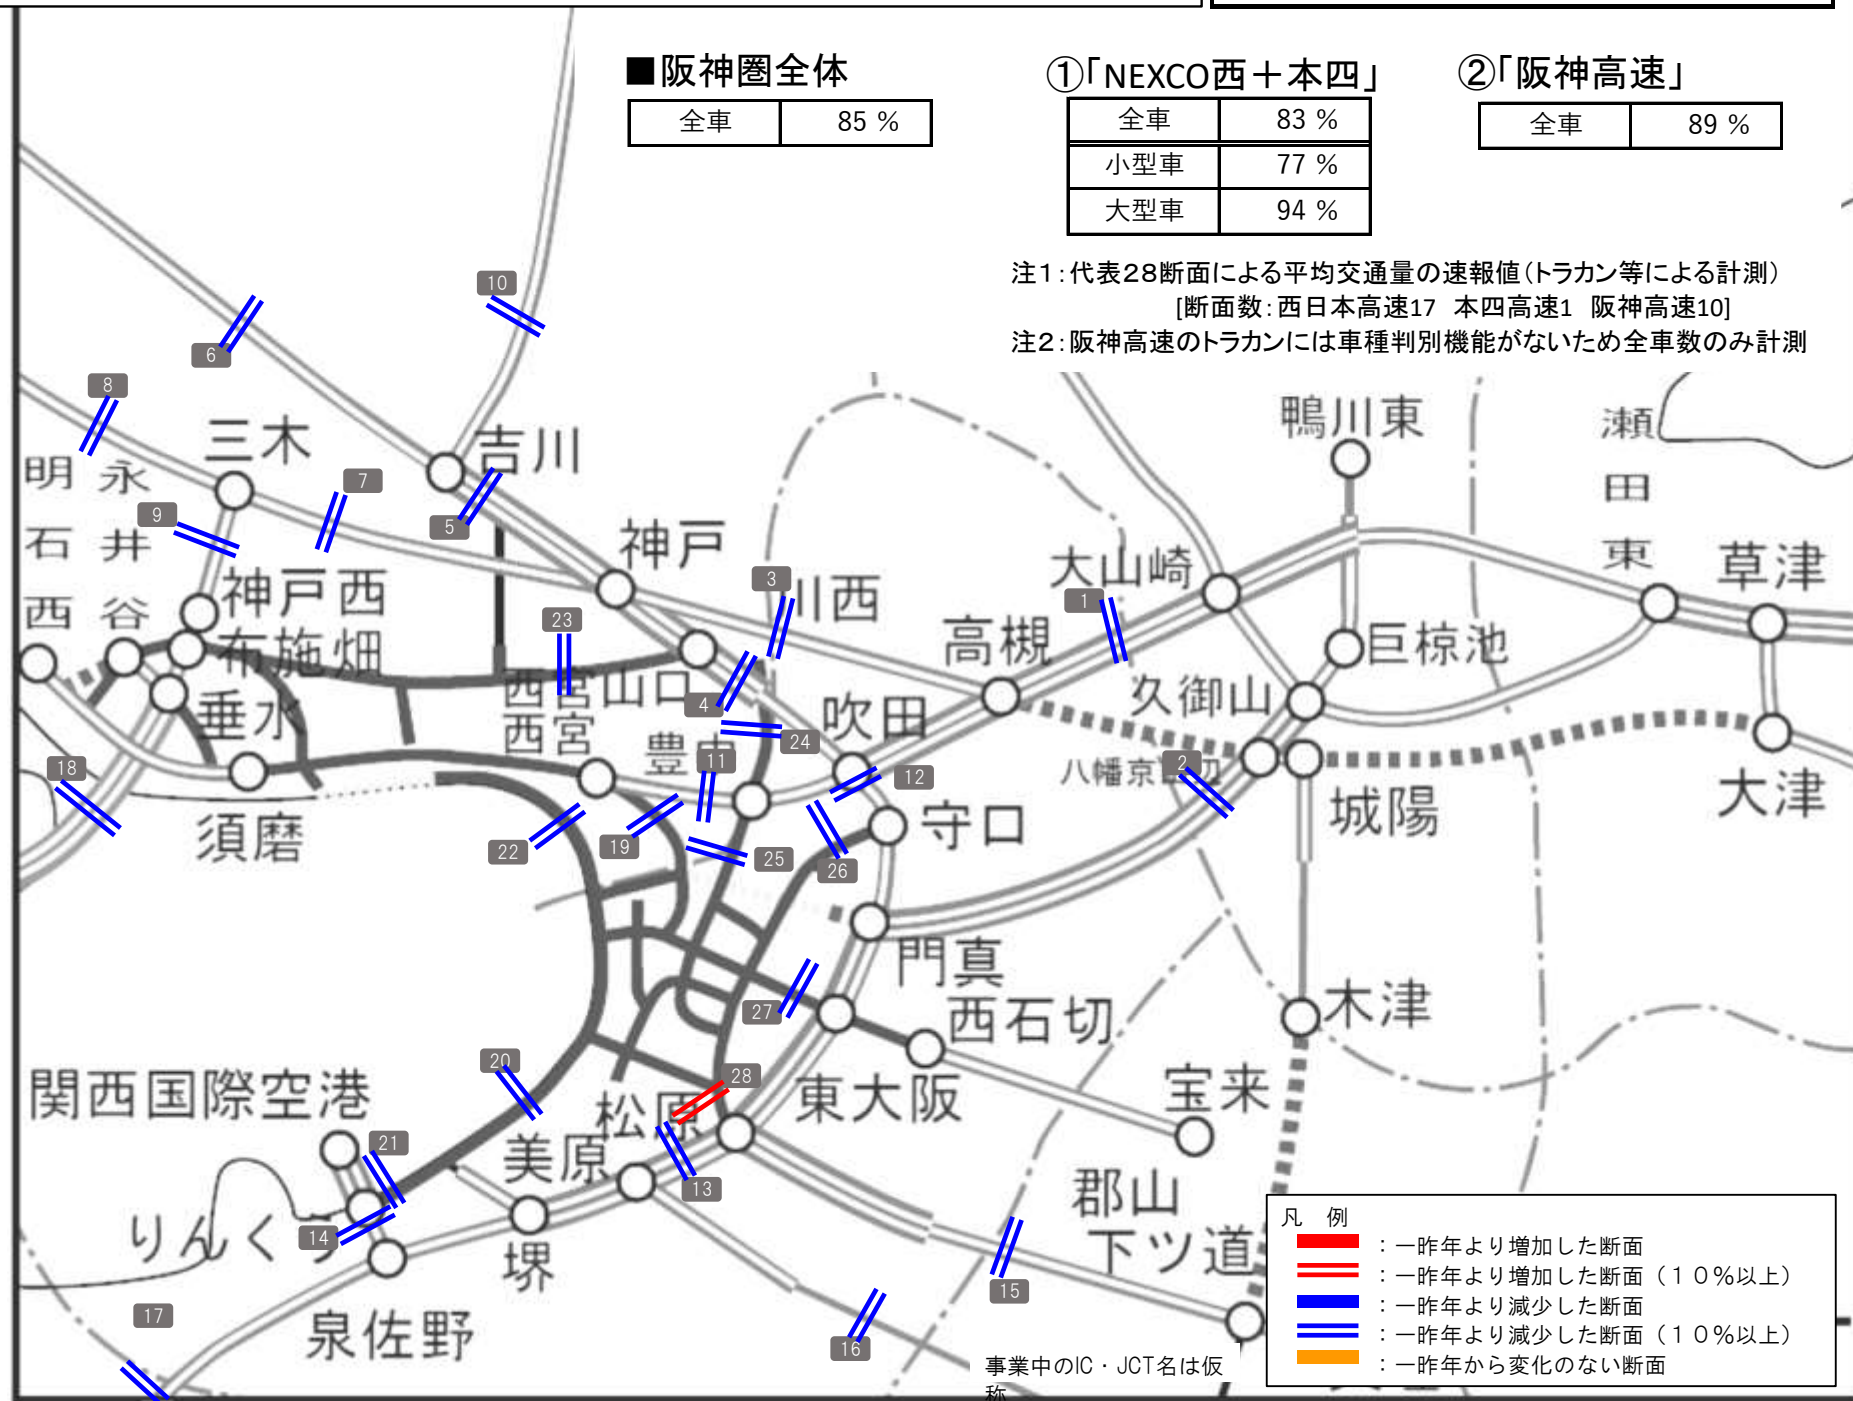 ■阪神圏全体
全車 85 %
①「NEXCO西＋本四」
全車 83 %
小型車 77 %
大型車 94 %
②「阪神高速」
全車 89 %
注１：代表２８断面による平均交通量の速報値（トラカン等による計測）
[断面数：西日本高速17　本四高速1　阪神高速10]
注２：阪神高速のトラカンには車種判別機能がないため全車数のみ計測
10
6
8
鴨川東
瀬田東
三木
吉川
明石西
永井谷
7
9
5
神戸
3
川西
大山崎
1
草津
神戸西
布施畑
23
高槻
巨椋池
西宮山口
4
久御山
垂水
西宮
吹田
豊中
24
11
12
2
18
城陽
大津
須磨
守口
22
19
25
26
門真
27
西石切
木津
20
28
関西国際空港
松原
東大阪
宝来
21
美原
13
郡山
下ツ道
りんくう
14
堺
15
17
泉佐野
16
事業中のIC・JCT名は仮
称
凡　例
：一昨年より増加した断面
：一昨年より増加した断面（１０％以上）
：一昨年より減少した断面
：一昨年より減少した断面（１０％以上）
：一昨年から変化のない断面